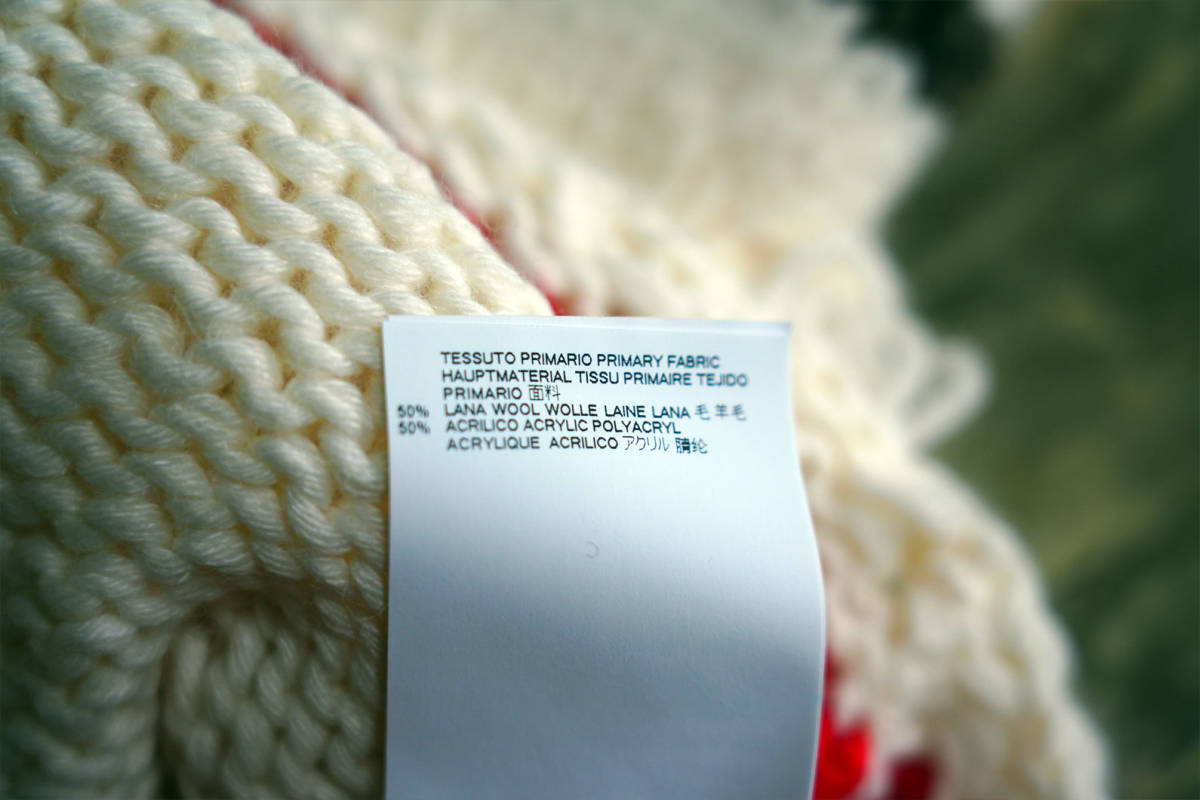 TESSUTO PRIMARIO PRIMARY FABRIC
HAUPTMATERIAL TISSU PRIMAIRE TEJIDO
PRIMARIO 面料
50% LANA WOOL WOLLE LAINE LANA 毛 羊毛
50% ACRILICO ACRYLIC POLYACRYL
ACRYLIQUE ACRILICO アクリル 腈纶